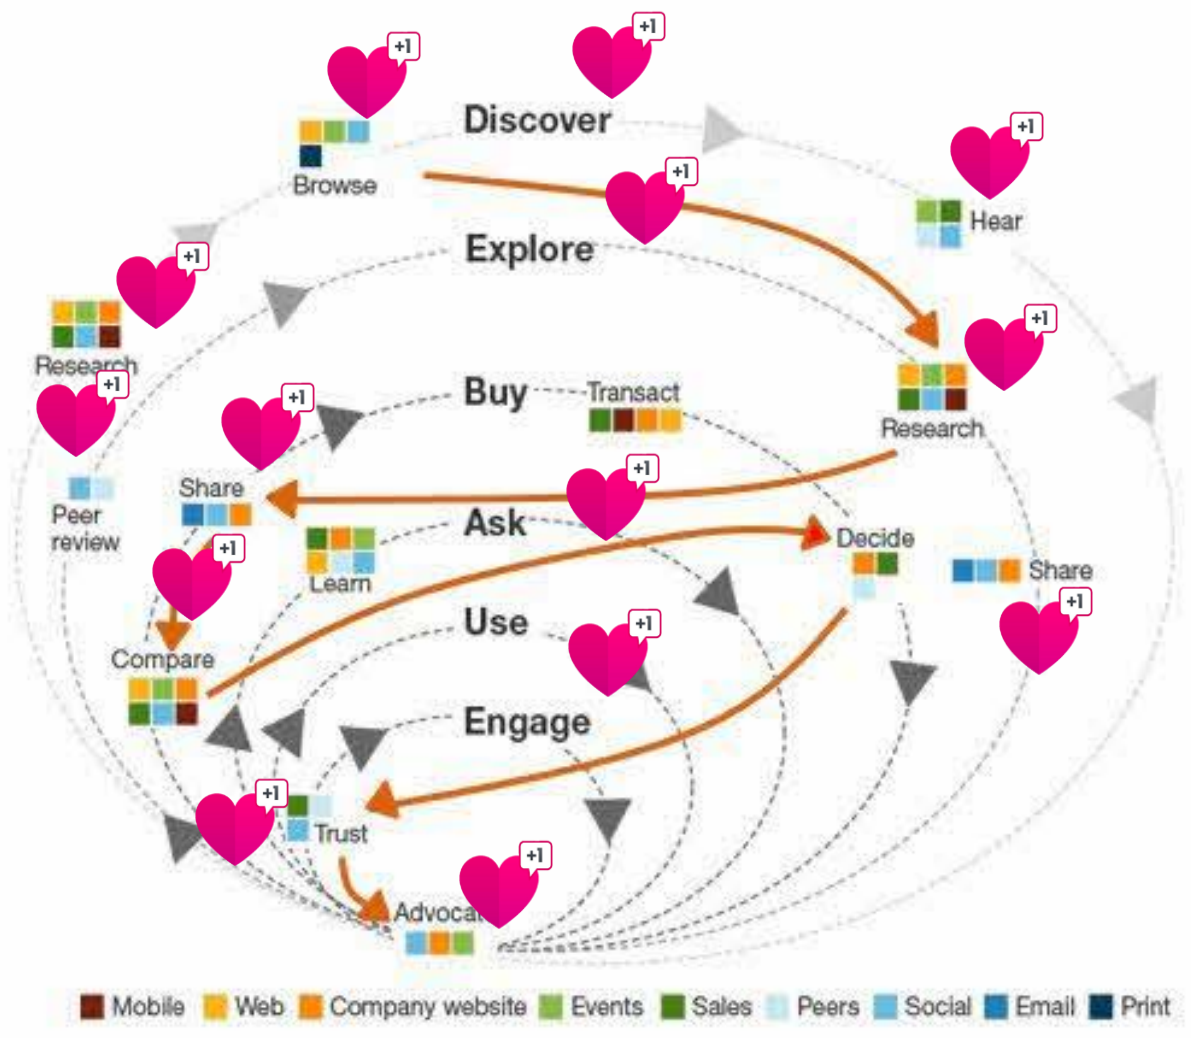 +1
+1
Discover
+1
Browse
+1
Hear
Explore
+1
Research
+1
+1
Buy
Transact
+1
Research
Share
+1
Peer
review
Ask
Decide
+1
Learn
Share
+1
Use
+1
Compare
Engage
+1
Trust
+1
Advocat
Mobile
Web
Company website
Events
Sales
Peers
Social
Email
Print